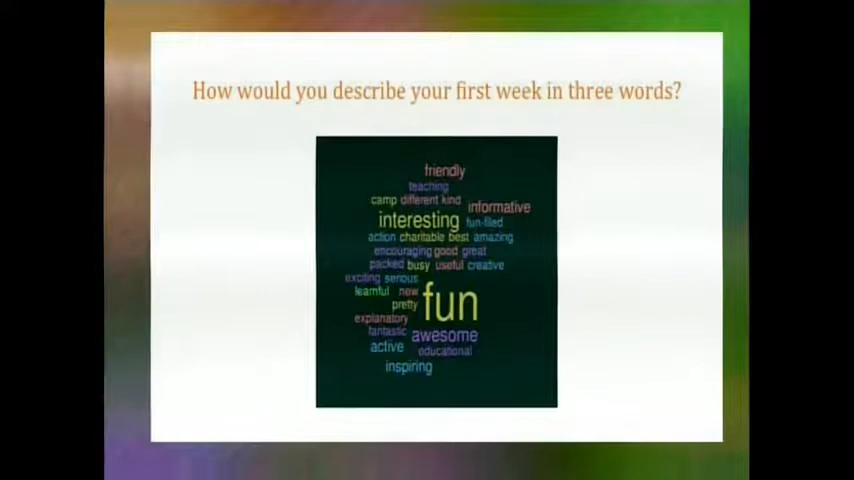 How would you describe your first week in three words?
friendly
teaching
camp different kind
informative
interesting fun-filled
action charitable best amazing
encouraging good great
packed busy useful creative
exciting serious
learnful new
pretty
fun
explanatory
fantastic awesome
active educational
inspiring